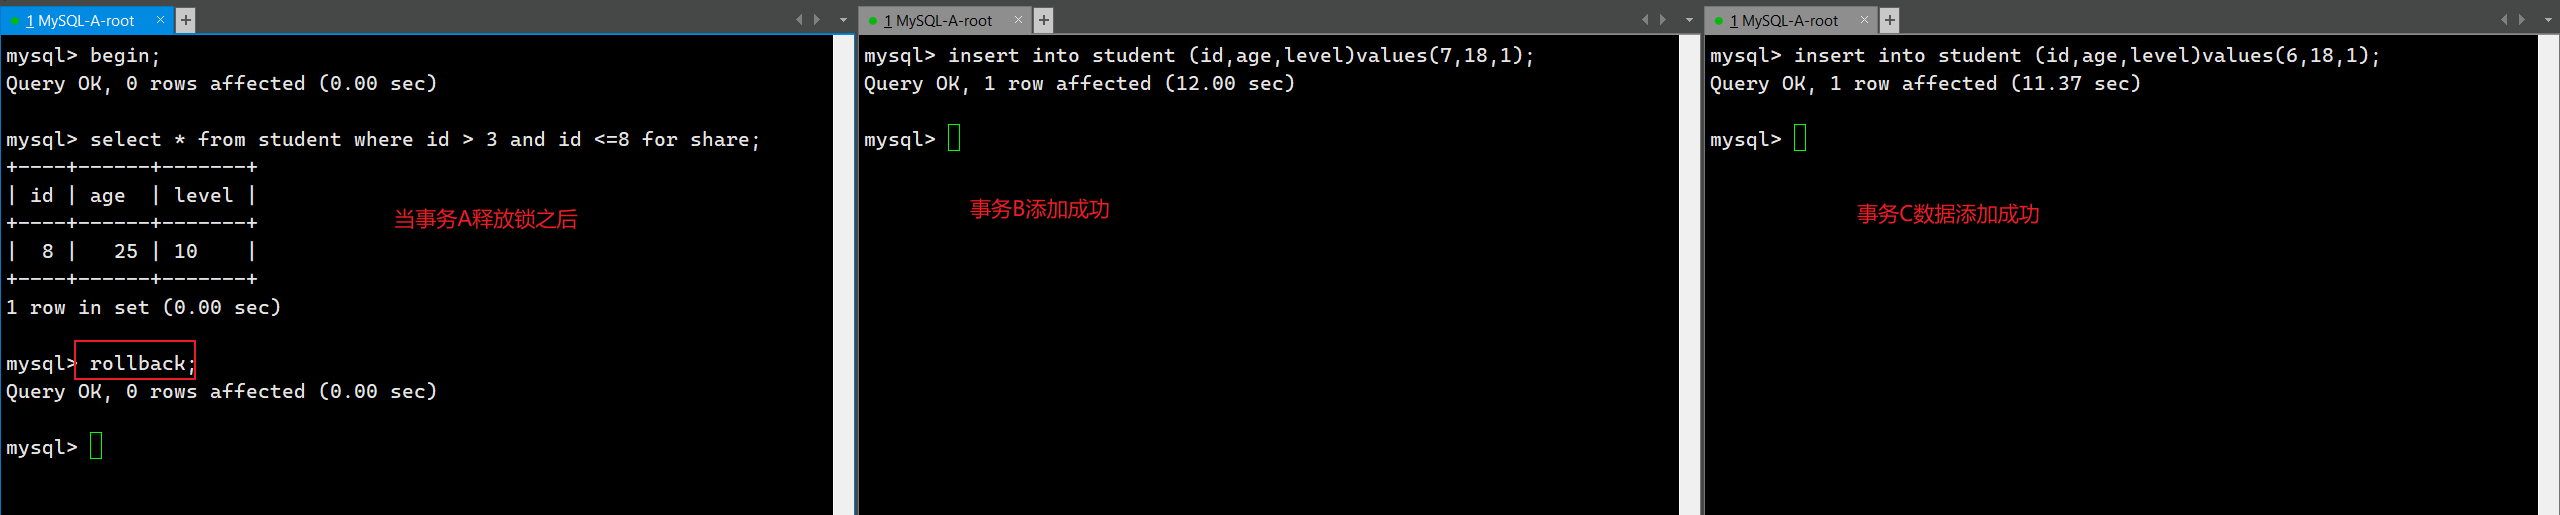 1 MySQL-A-root
mysql> begin;
Query OK, 0 rows affected (0.00 sec)
mysql> select * from student where id > 3 and id <=8 for share;
+----+------+-------+
| id | age  | level |
+----+------+-------+
|  8 |   25 | 10    |
+----+------+-------+
1 row in set (0.00 sec)
当事务A释放锁之后
mysql> rollback;
Query OK, 0 rows affected (0.00 sec)
mysql>
1 MySQL-A-root
mysql> insert into student (id,age,level)values(7,18,1);
Query OK, 1 row affected (12.00 sec)
mysql>
事务B添加成功
1 MySQL-A-root
mysql> insert into student (id,age,level)values(6,18,1);
Query OK, 1 row affected (11.37 sec)
mysql>
事务C数据添加成功